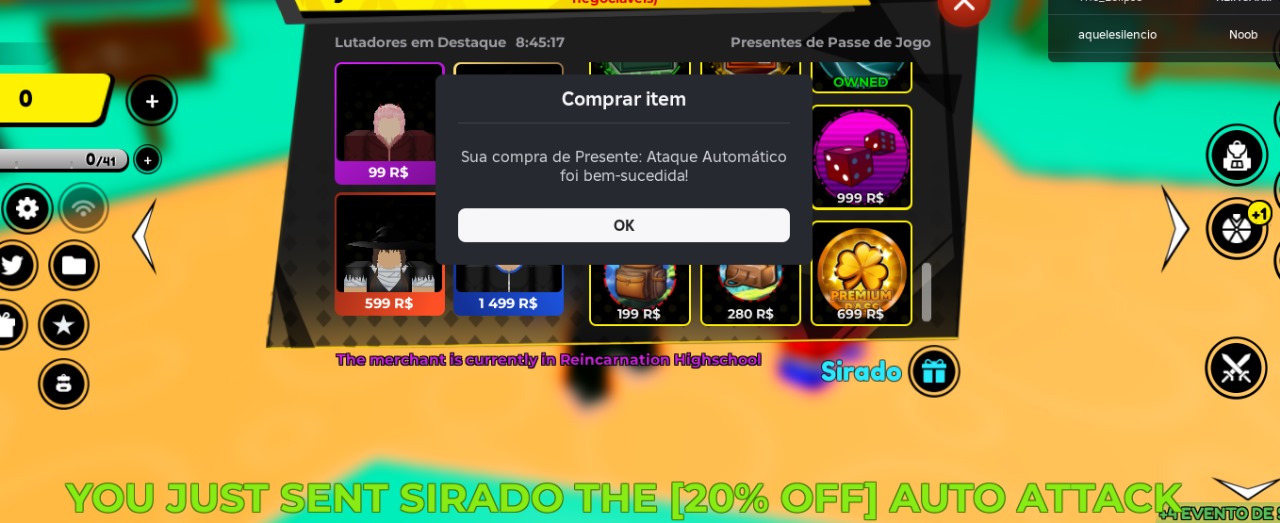 negociáveis)
Lutadores em Destaque 8:45:17
Presentes de Passe de Jogo
aquelesilencio Noob
0
0/41
+1
OWNED
Comprar item
Sua compra de Presente: Ataque Automático
foi bem-sucedida!
OK
99 R$
999 R$
599 R$
1 499 R$
199 R$
280 R$
PREMIUM
PASS
699 R$
The merchant is currently in Reincarnation Highschool
Sirado
YOU JUST SENT SIRADO THE [20% OFF] AUTO ATTACK
EVENTO DE